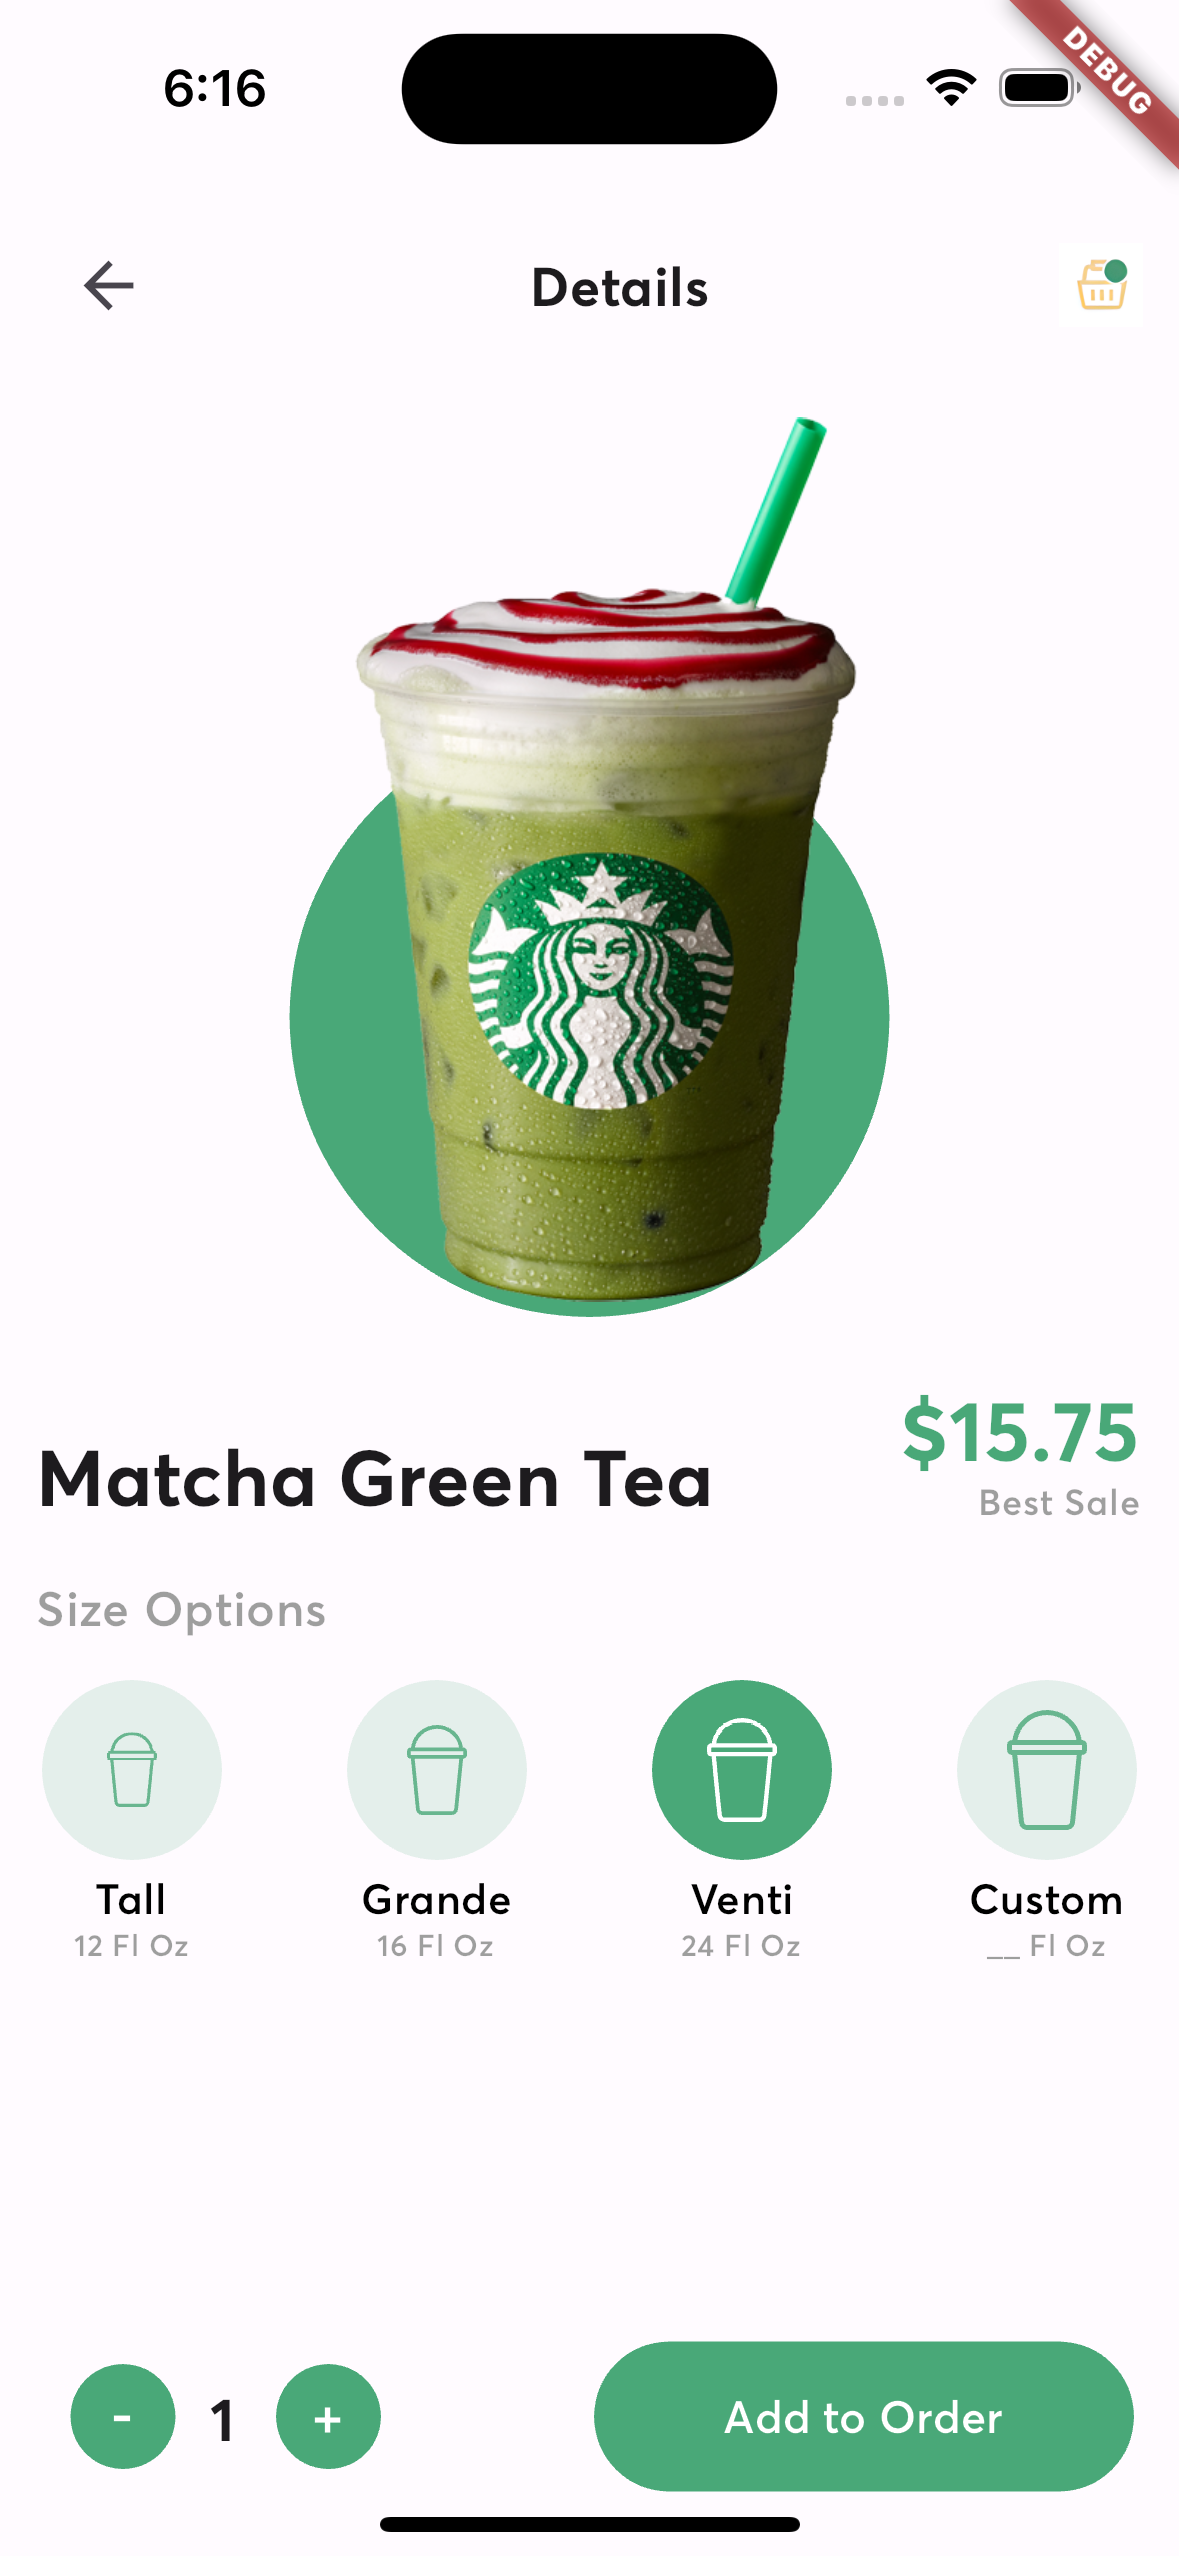 6:16
DEBUG
Details
Matcha Green Tea
$15.75
Best Sale
Size Options
Tall
Grande
Venti
Custom
12 Fl Oz
16 Fl Oz
24 Fl Oz
__ Fl Oz
- 1 +
Add to Order